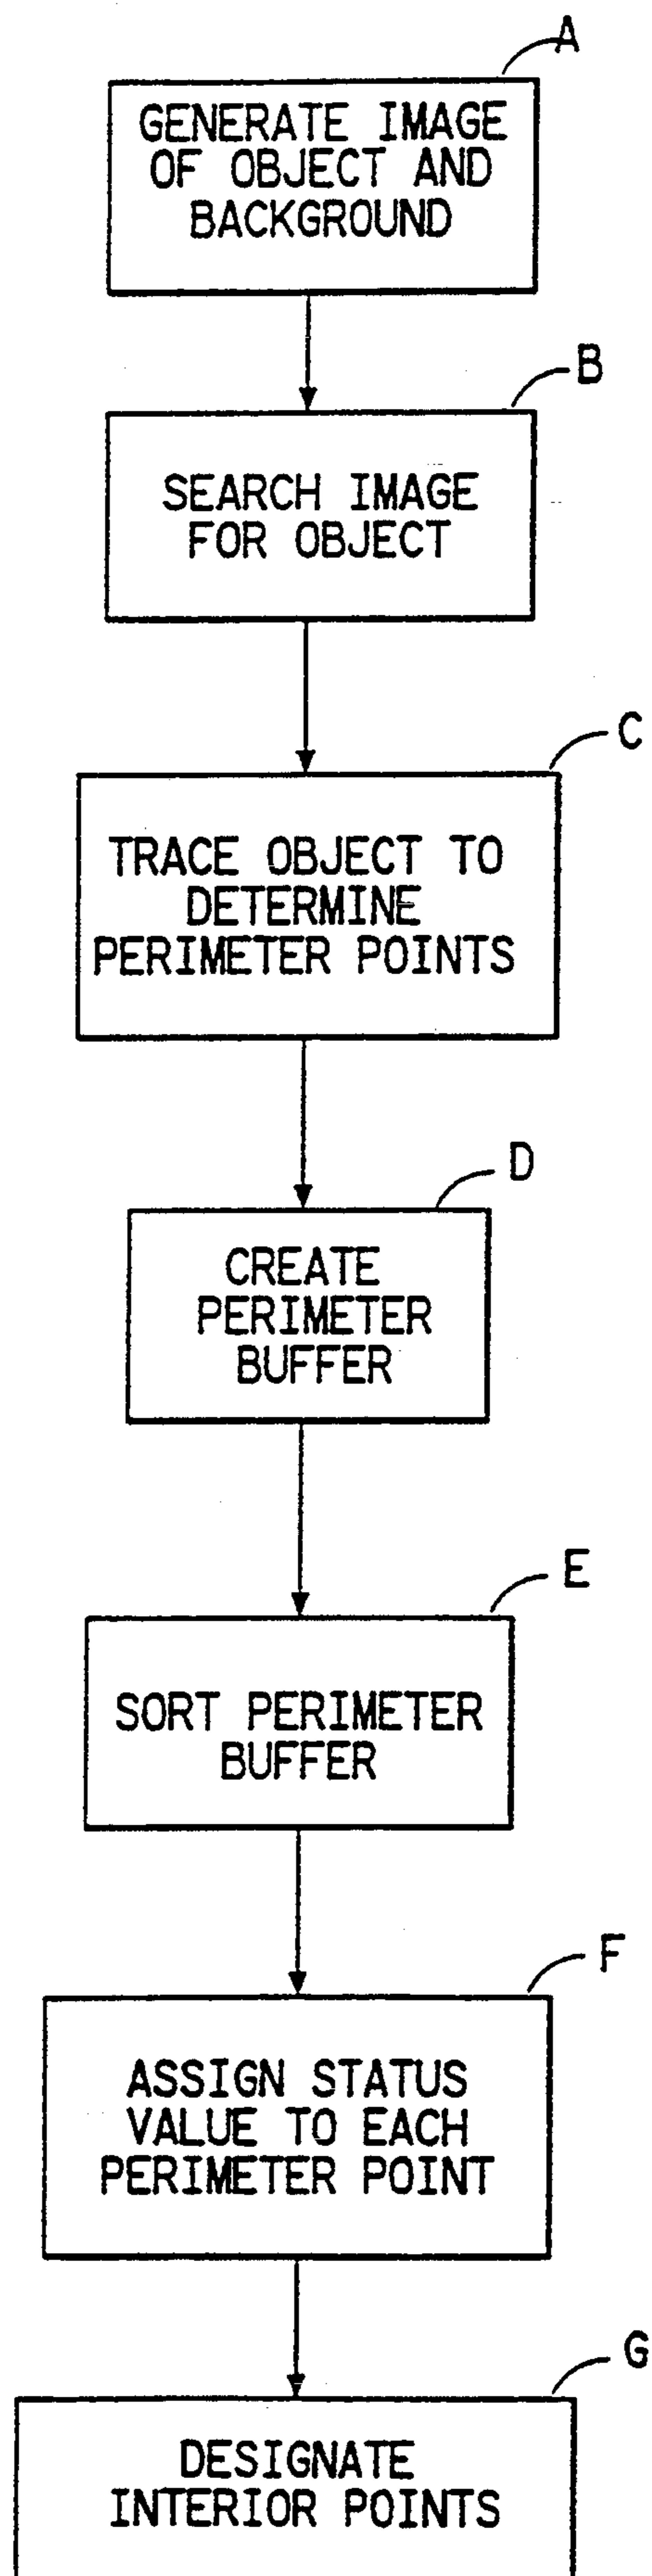 A
GENERATE IMAGE
OF OBJECT AND
BACKGROUND
B
SEARCH IMAGE
FOR OBJECT
C
TRACE OBJECT TO
DETERMINE
PERIMETER POINTS
D
CREATE
PERIMETER
BUFFER
E
SORT PERIMETER
BUFFER
F
ASSIGN STATUS
VALUE TO EACH
PERIMETER POINT
G
DESIGNATE
INTERIOR POINTS